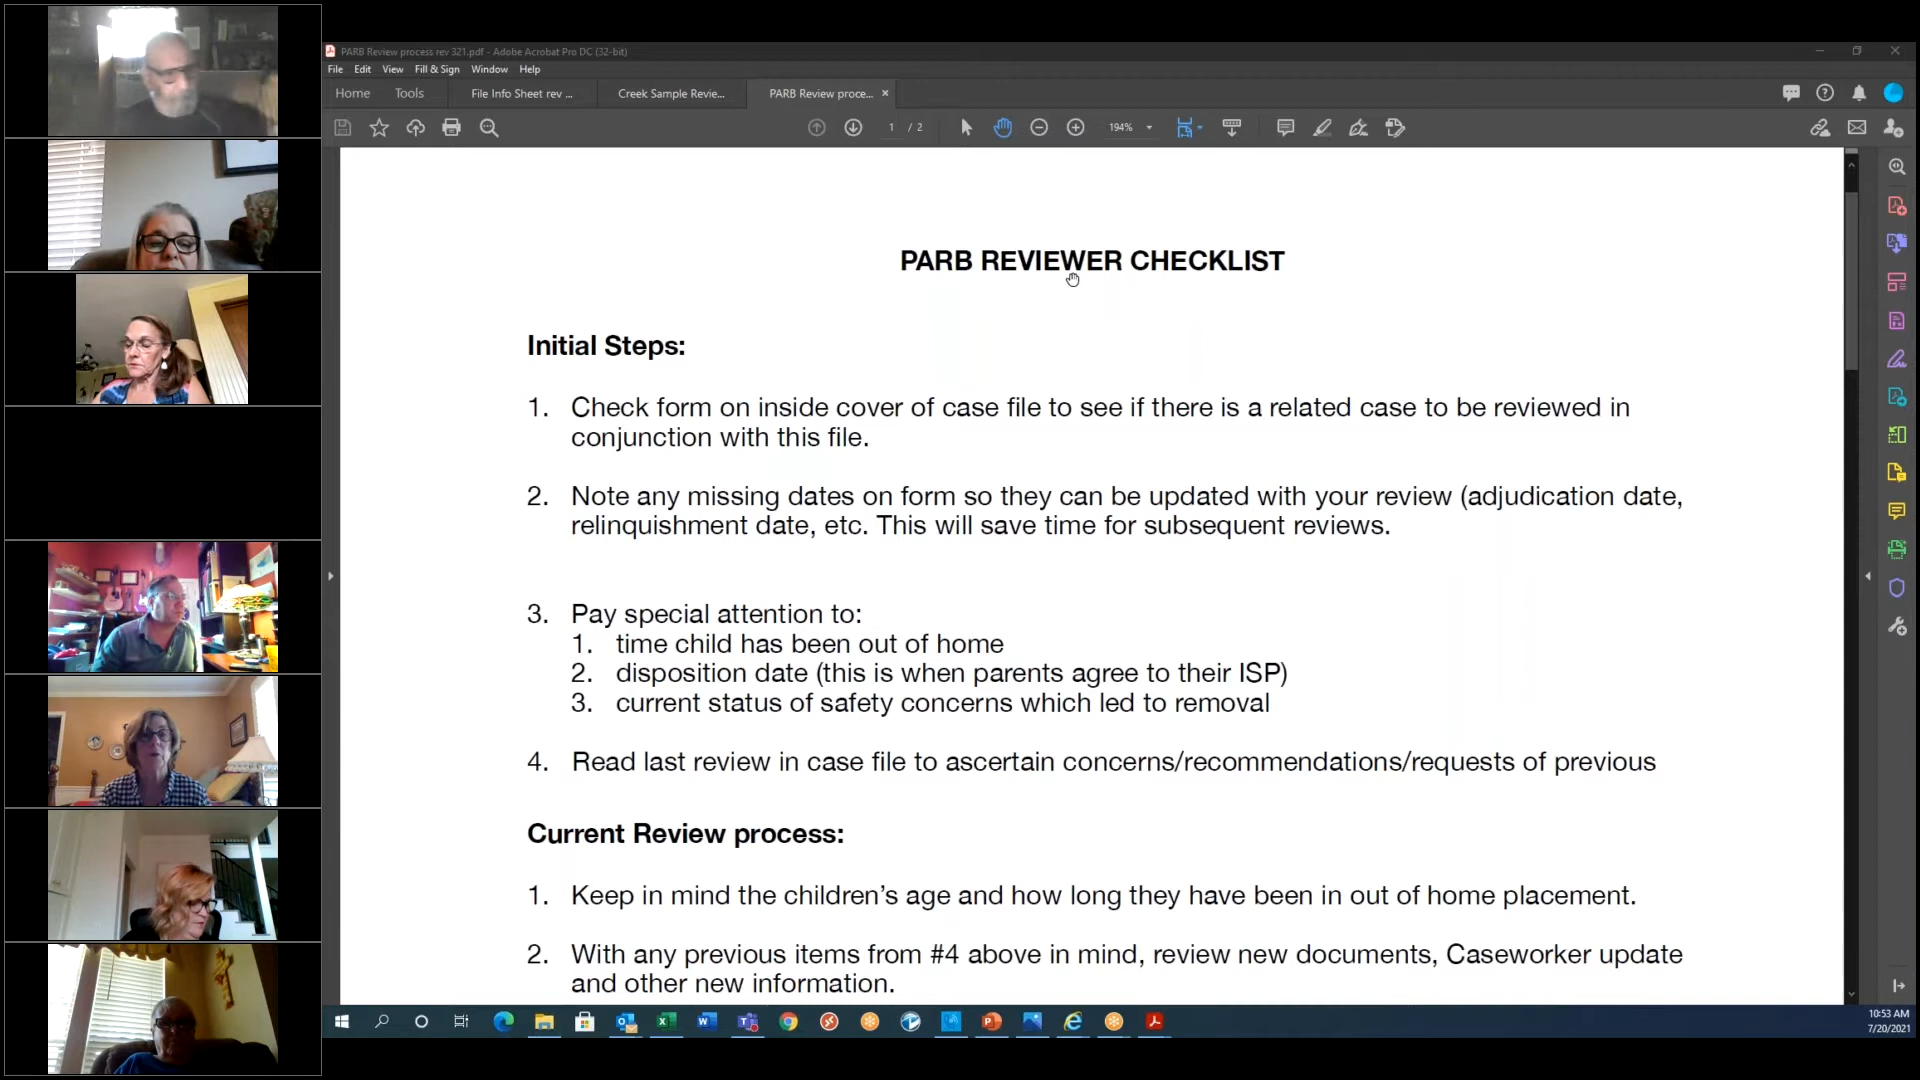 PARB Review process rev 321.pdf - Adobe Acrobat Pro DC (32-bit)
File Edit View Fill & Sign Window Help
Home Tools File Info Sheet rev ... Creek Sample Revie... PARB Review proce... ×
1 / 2 194%
PARB REVIEWER CHECKLIST
Initial Steps:
1. Check form on inside cover of case file to see if there is a related case to be reviewed in
conjunction with this file.
2. Note any missing dates on form so they can be updated with your review (adjudication date,
relinquishment date, etc. This will save time for subsequent reviews.
3. Pay special attention to:
1. time child has been out of home
2. disposition date (this is when parents agree to their ISP)
3. current status of safety concerns which led to removal
4. Read last review in case file to ascertain concerns/recommendations/requests of previous
Current Review process:
1. Keep in mind the children’s age and how long they have been in out of home placement.
2. With any previous items from #4 above in mind, review new documents, Caseworker update
and other new information.
10:53 AM
7/20/2021